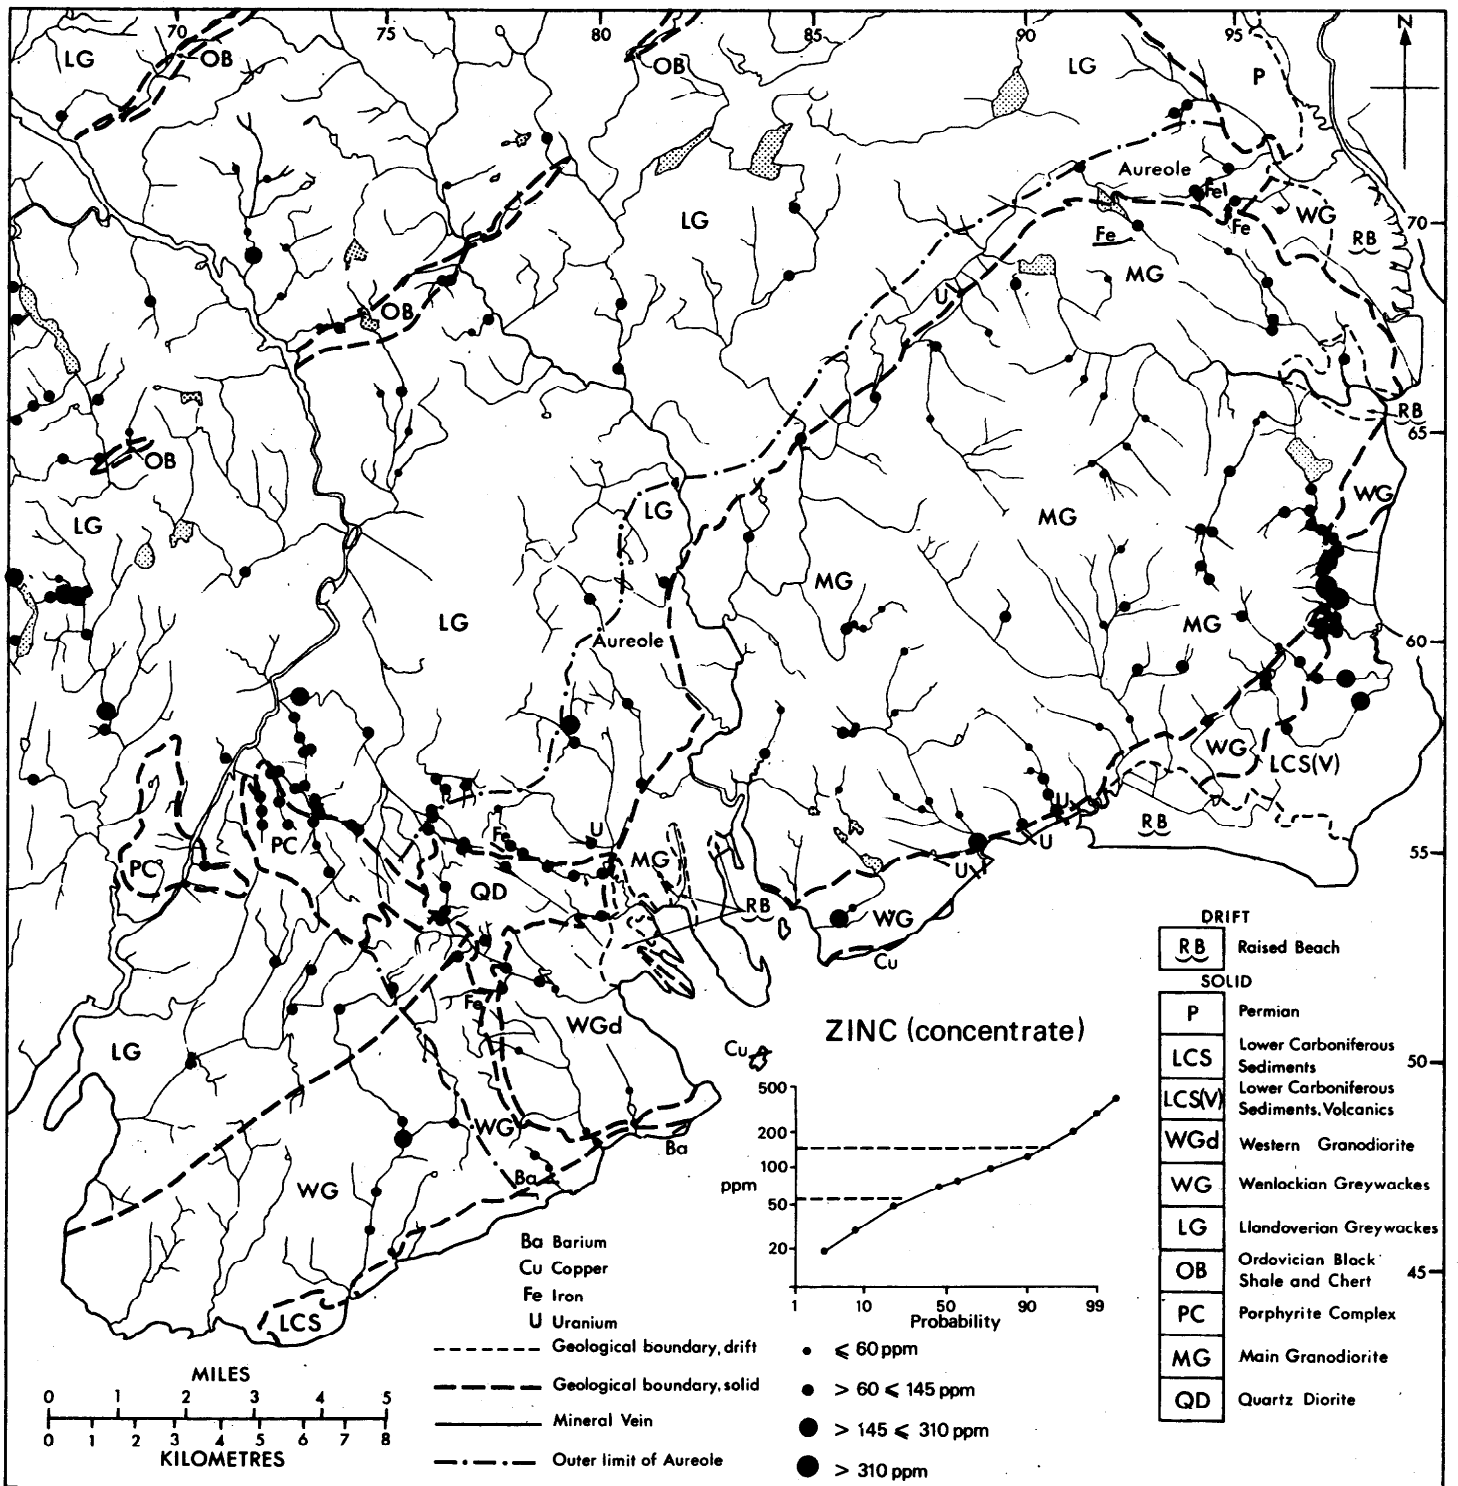 70 75 80 85 90 95 N
LG OB OB LG P
Aureole
Fe
LG WG 70
Fe Fe RB
MG
U
OB
RB
OB 65
LG WG
LG MG
MG
LG MG 60
Aureole
WG LCS(V)
U
Fe U RB
PC MG U
PC QD U 55
RB WG
Cu
Fe
WGd
LG Cu 50
WG Ba
Ba
WG
LCS 45
ZINC (concentrate)
500
200
100
ppm
50
20
1 10 50 90 99
Probability
DRIFT
RB Raised Beach
SOLID
P Permian
LCS Lower Carboniferous
Sediments
LCS(V) Lower Carboniferous
Sediments, Volcanics
WGd Western Granodiorite
WG Wenlockian Greywackes
LG Llandoverian Greywackes
OB Ordovician Black
Shale and Chert
PC Porphyrite Complex
MG Main Granodiorite
QD Quartz Diorite
Ba Barium
Cu Copper
Fe Iron
U Uranium
Geological boundary, drift
Geological boundary, solid
Mineral Vein
Outer limit of Aureole
⩽ 60 ppm
> 60 ⩽ 145 ppm
> 145 ⩽ 310 ppm
> 310 ppm
MILES
0 1 2 3 4 5
0 1 2 3 4 5 6 7 8
KILOMETRES